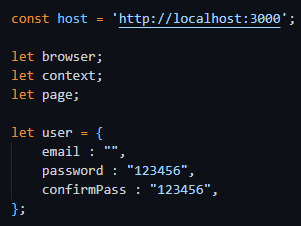 const host = 'http://localhost:3000';
let browser;
let context;
let page;
let user = {
email : "",
password : "123456",
confirmPass : "123456",
};